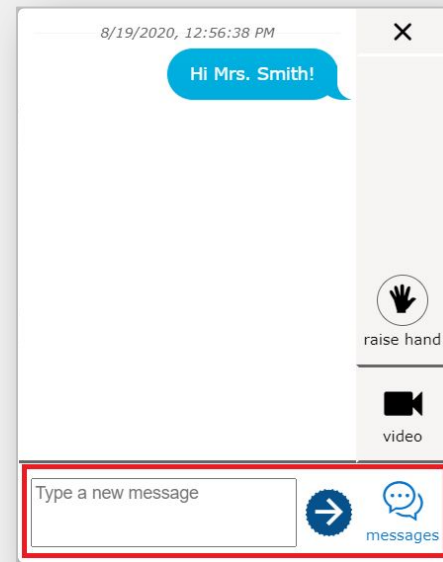 8/19/2020, 12:56:38 PM
Hi Mrs. Smith!
raise hand
video
Type a new message
messages